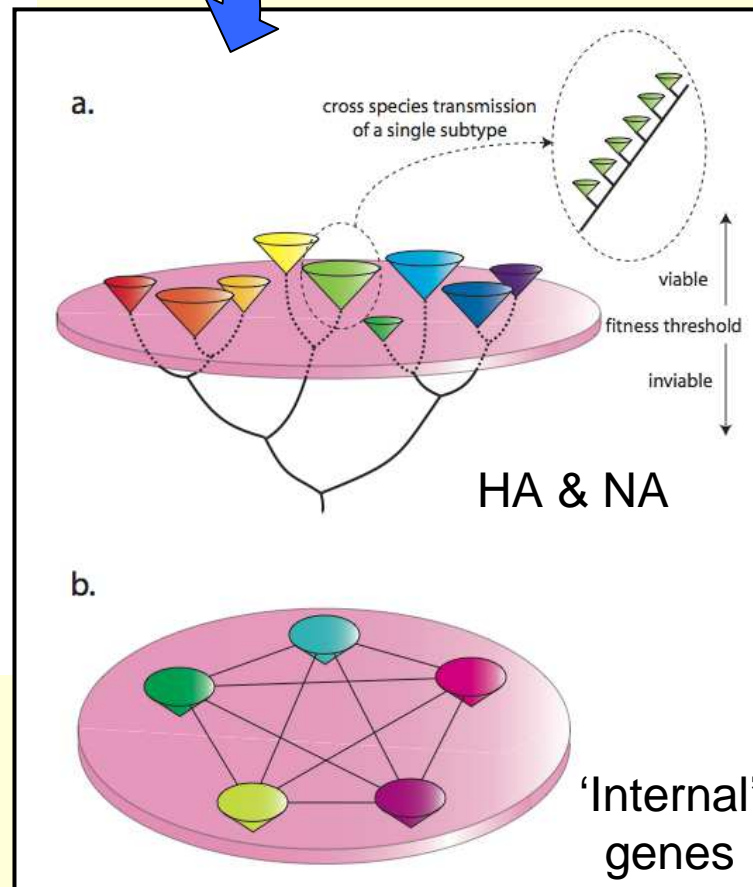 a.
cross species transmission
of a single subtype
viable
fitness threshold
inviable
HA & NA
b.
‘Internal’
genes